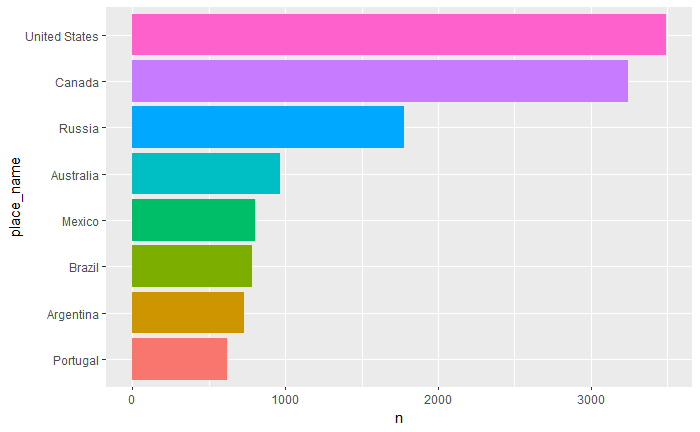 United States
Canada
Russia
Australia
Mexico
Brazil
Argentina
Portugal
place_name
0 1000 2000 3000
n